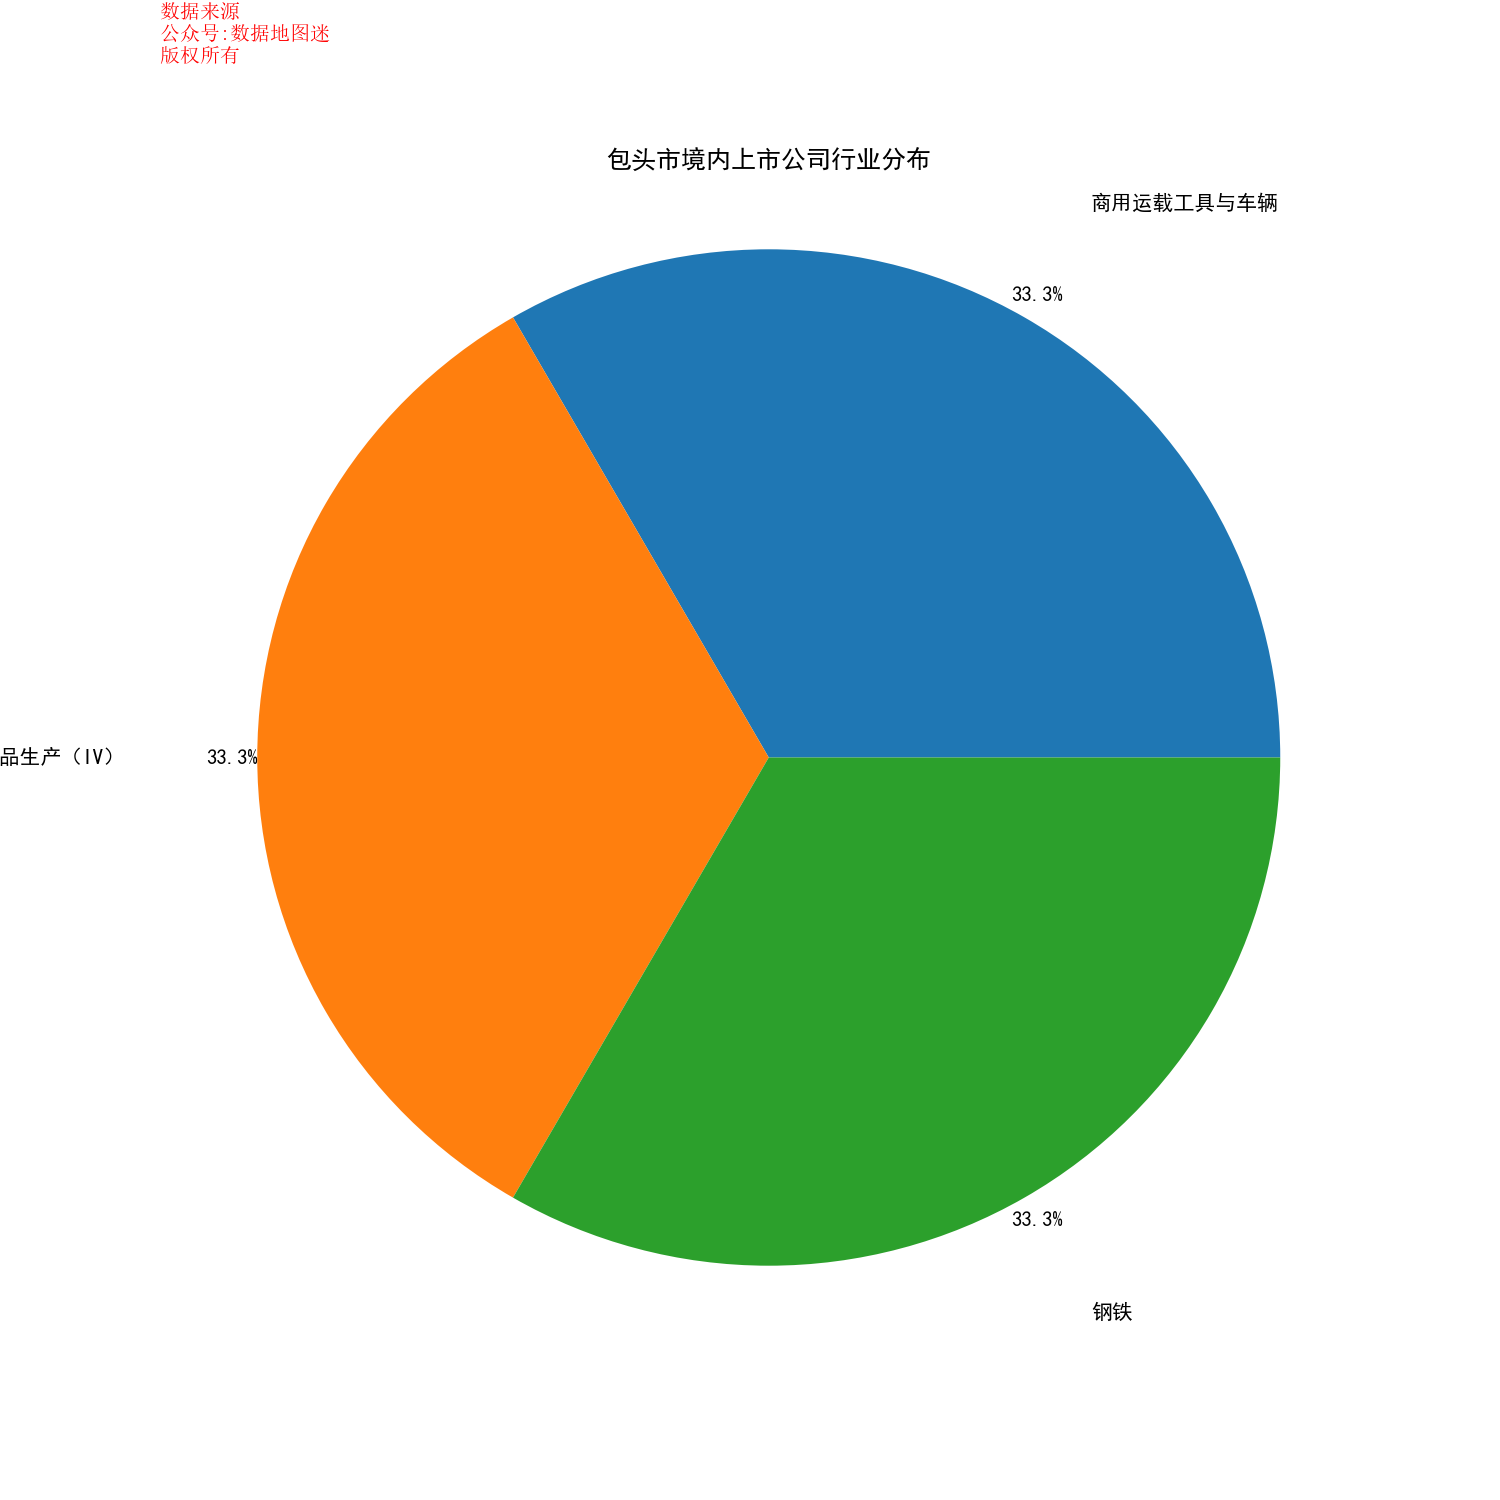 数据来源
公众号:数据地图迷
版权所有
包头市境内上市公司行业分布
商用运载工具与车辆
33.3%
品生产（IV）
33.3%
33.3%
钢铁